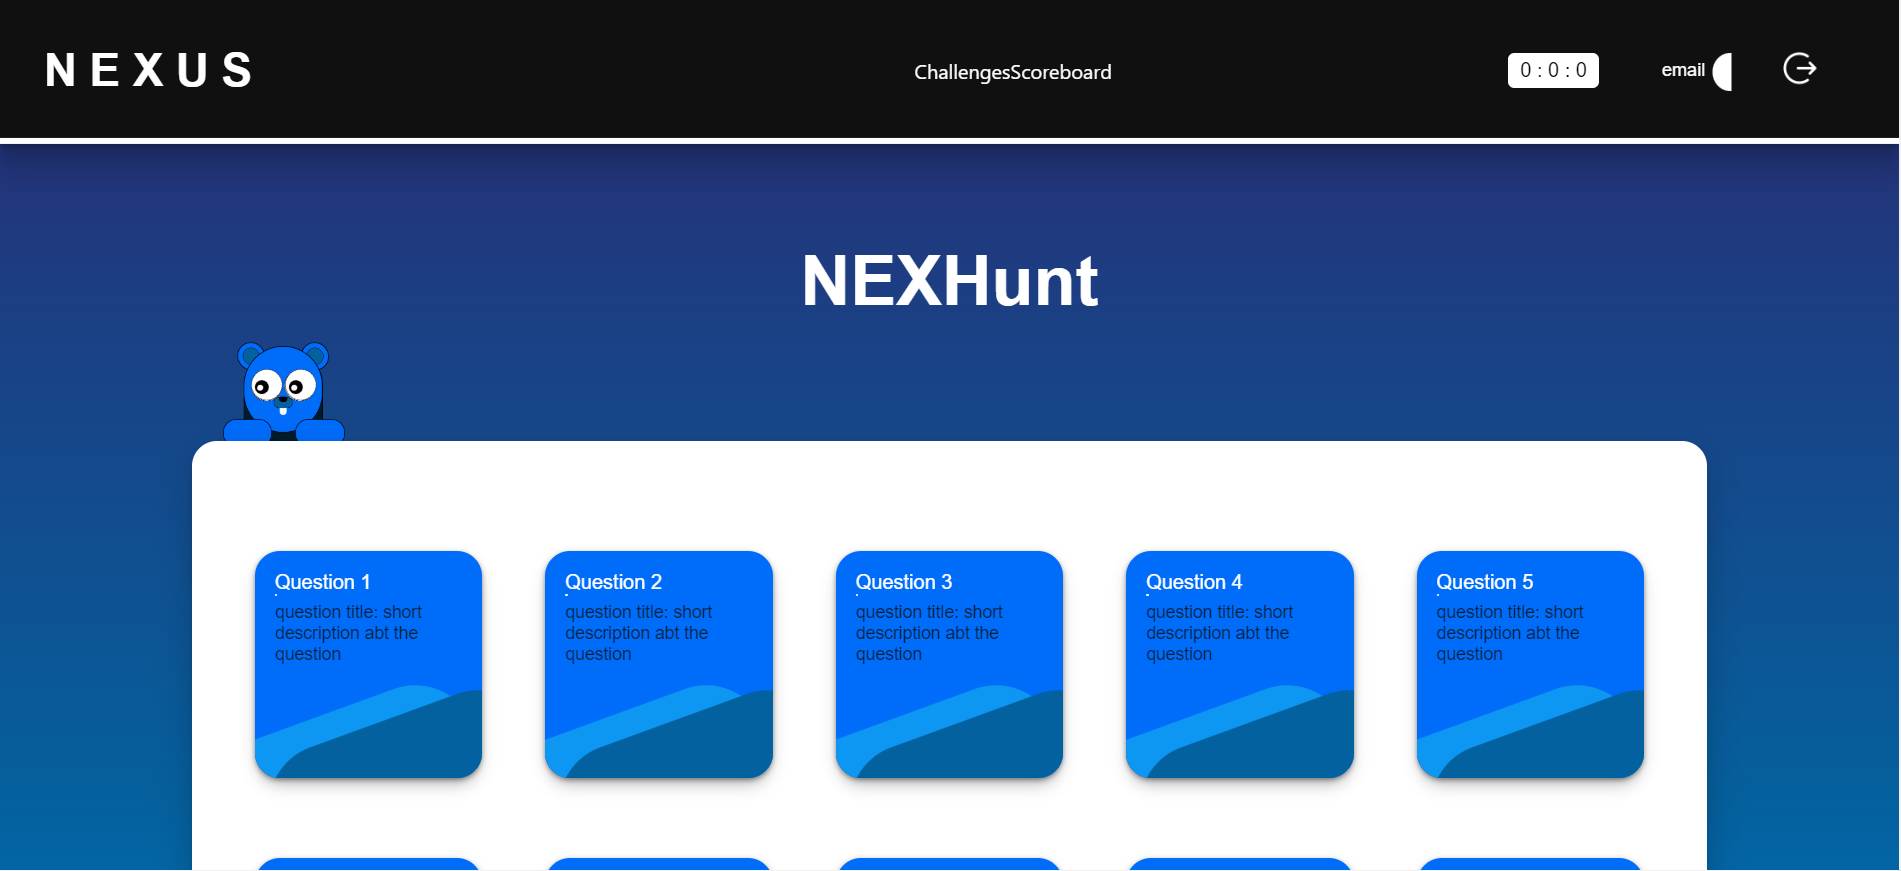 N E X U S
ChallengesScoreboard
0 : 0 : 0
email
NEXHunt
Question 1
question title: short
description abt the
question
Question 2
question title: short
description abt the
question
Question 3
question title: short
description abt the
question
Question 4
question title: short
description abt the
question
Question 5
question title: short
description abt the
question